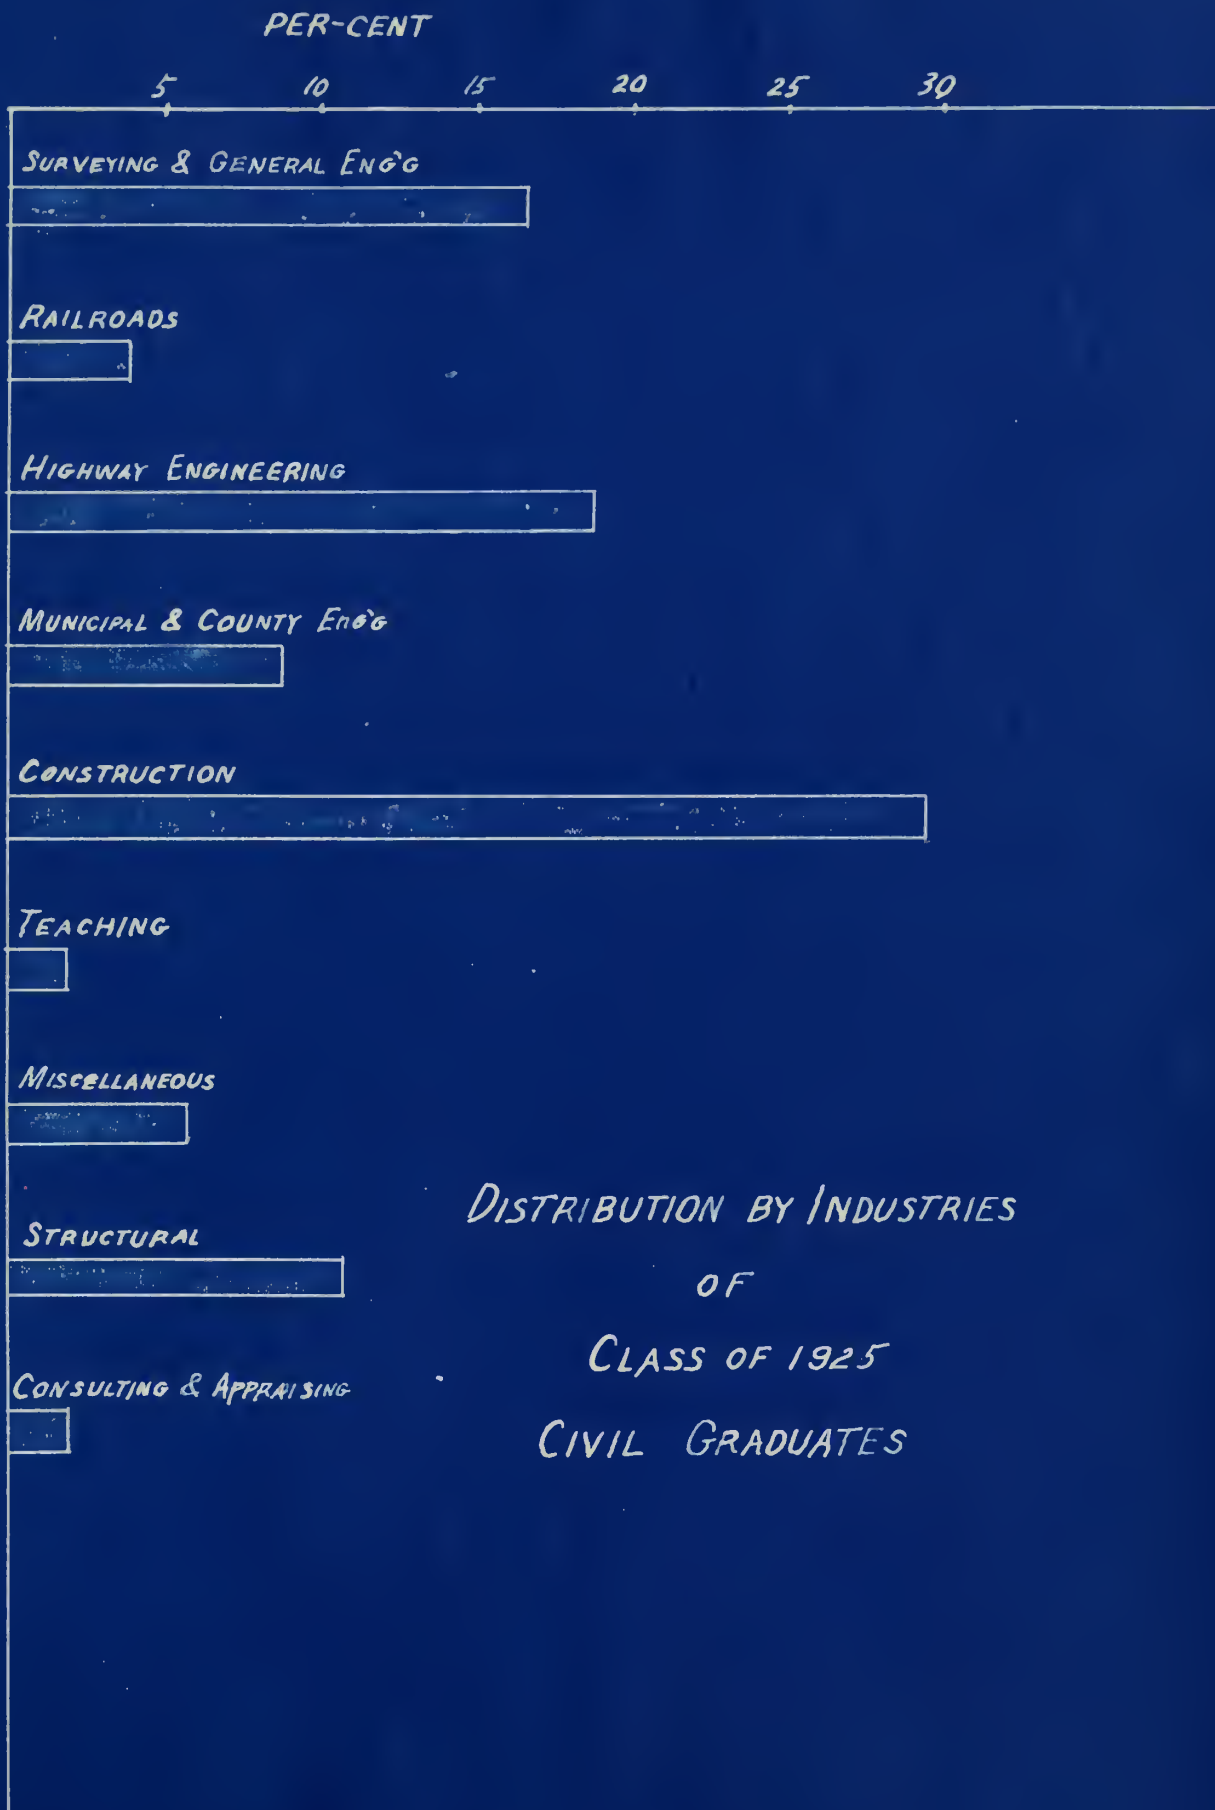 PER-CENT
5 10 15 20 25 30
SURVEYING & GENERAL ENG'G
RAILROADS
HIGHWAY ENGINEERING
MUNICIPAL & COUNTY ENG'G
CONSTRUCTION
TEACHING
MISCELLANEOUS
STRUCTURAL
CONSULTING & APPRAISING
DISTRIBUTION BY INDUSTRIES
OF
CLASS OF 1925
CIVIL GRADUATES